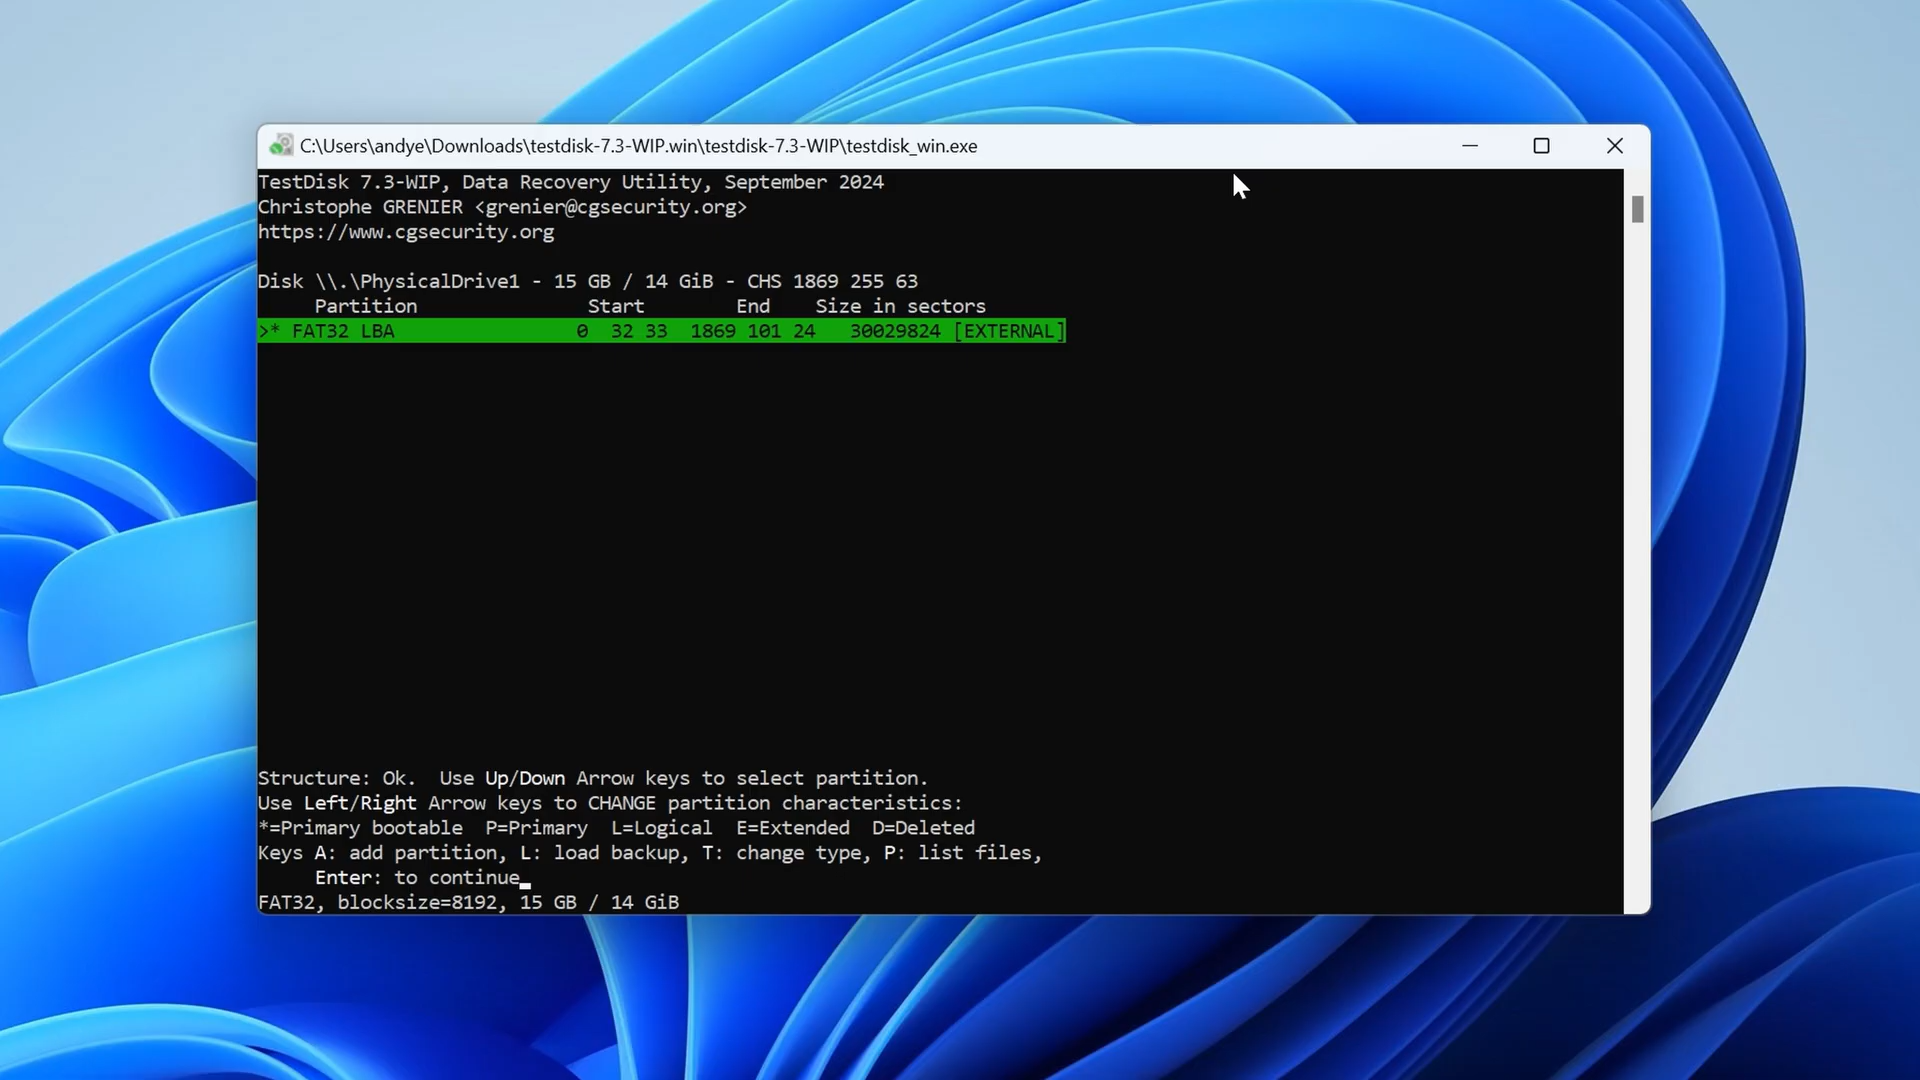 C:\Users\andye\Downloads\testdisk-7.3-WIP.win\testdisk-7.3-WIP\testdisk_win.exe
TestDisk 7.3-WIP, Data Recovery Utility, September 2024
Christophe GRENIER <grenier@cgsecurity.org>
https://www.cgsecurity.org
Disk \\.\PhysicalDrive1 - 15 GB / 14 GiB - CHS 1869 255 63
     Partition               Start        End    Size in sectors
>* FAT32 LBA                0  32 33  1869 101 24   30029824 [EXTERNAL]
Structure: Ok.  Use Up/Down Arrow keys to select partition.
Use Left/Right Arrow keys to CHANGE partition characteristics:
*=Primary bootable  P=Primary  L=Logical  E=Extended  D=Deleted
Keys A: add partition, L: load backup, T: change type, P: list files,
     Enter: to continue
FAT32, blocksize=8192, 15 GB / 14 GiB